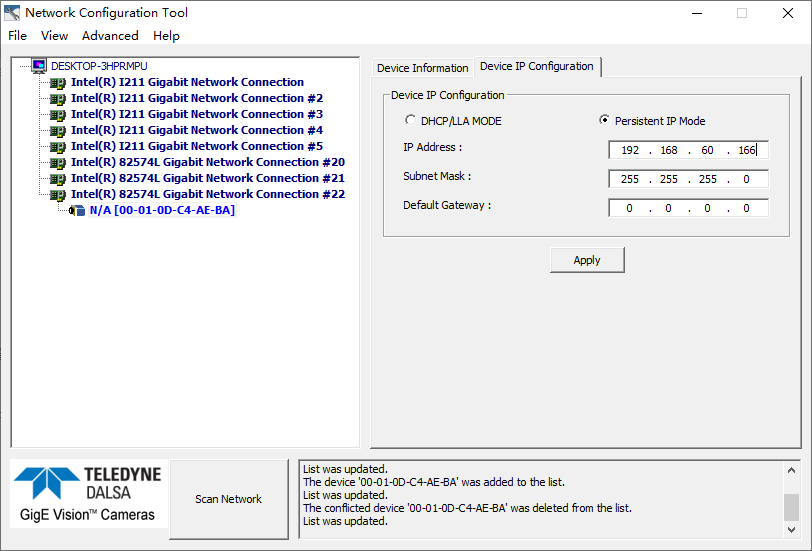 Network Configuration Tool
File View Advanced Help
DESKTOP-3HPRMPU
Intel(R) I211 Gigabit Network Connection
Intel(R) I211 Gigabit Network Connection #2
Intel(R) I211 Gigabit Network Connection #3
Intel(R) I211 Gigabit Network Connection #4
Intel(R) I211 Gigabit Network Connection #5
Intel(R) 82574L Gigabit Network Connection #20
Intel(R) 82574L Gigabit Network Connection #21
Intel(R) 82574L Gigabit Network Connection #22
N/A [00-01-0D-C4-AE-BA]
Device Information Device IP Configuration
Device IP Configuration
DHCP/LLA MODE Persistent IP Mode
IP Address : 192 . 168 . 60 . 166
Subnet Mask : 255 . 255 . 255 . 0
Default Gateway : 0 . 0 . 0 . 0
Apply
TELEDYNE
DALSA
GigE Vision™ Cameras
Scan Network
List was updated.
The device '00-01-0D-C4-AE-BA' was added to the list.
List was updated.
The conflicted device '00-01-0D-C4-AE-BA' was deleted from the list.
List was updated.